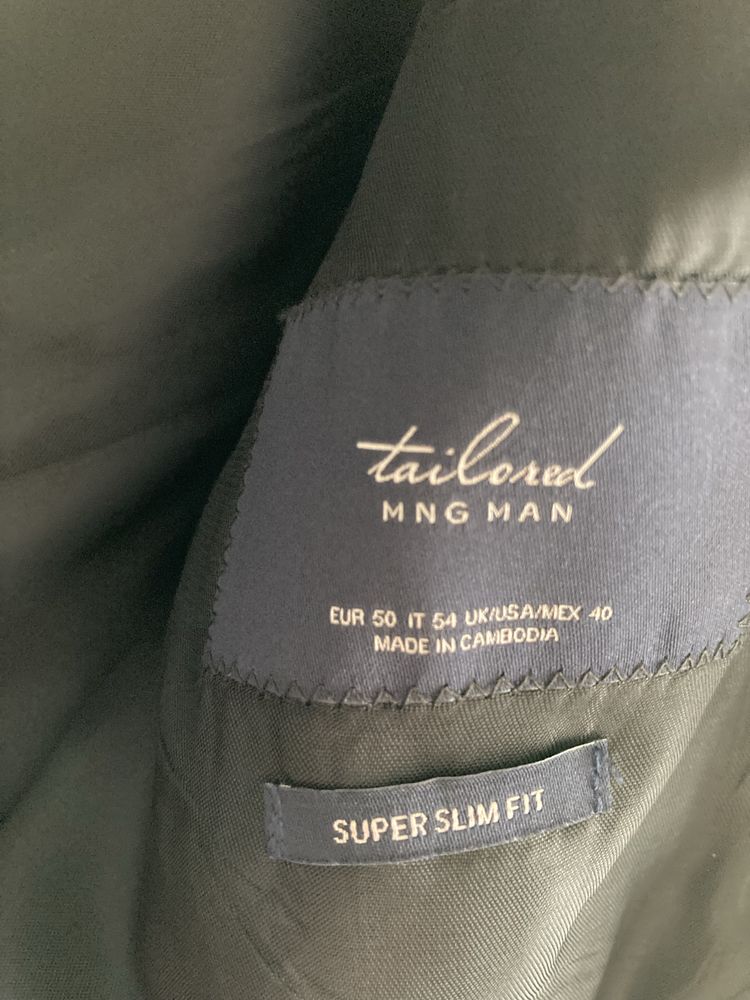 tailored
MNG MAN
EUR 50 IT 54 UK/USA/MEX 40
MADE IN CAMBODIA
SUPER SLIM FIT